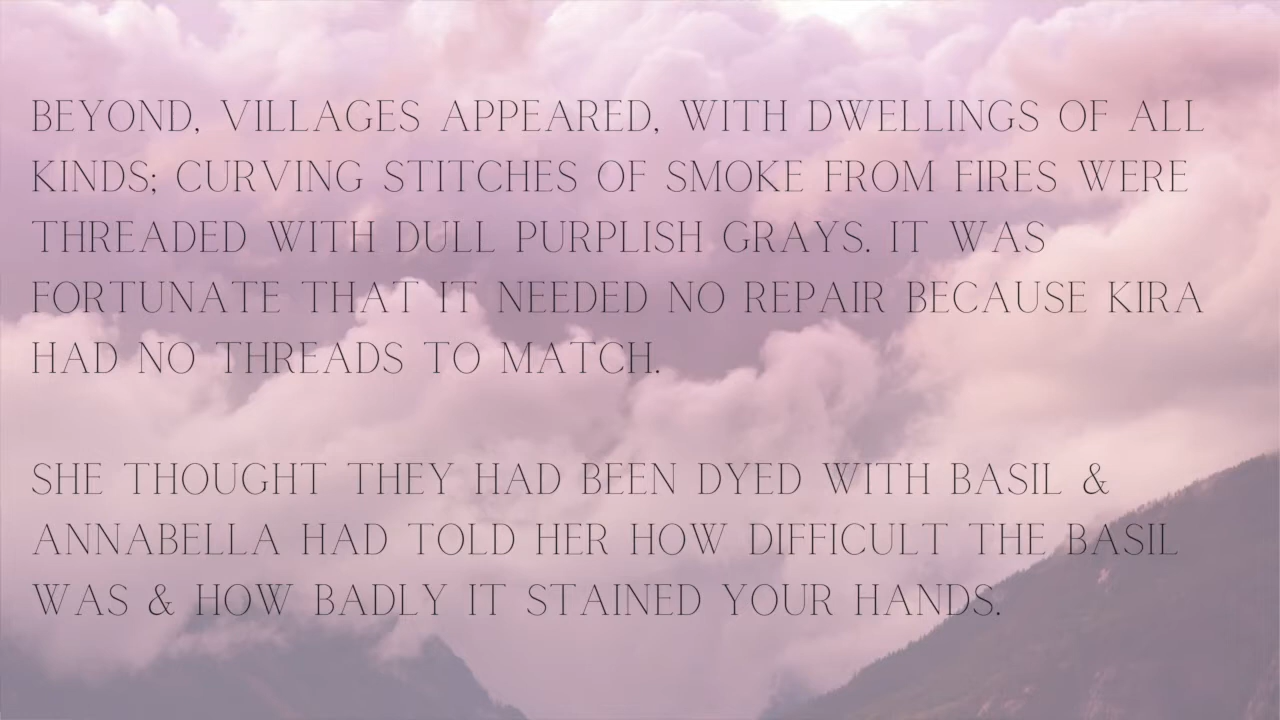 BEYOND, VILLAGES APPEARED, WITH DWELLINGS OF ALL
KINDS; CURVING STITCHES OF SMOKE FROM FIRES WERE
THREADED WITH DULL PURPLISH GRAYS. IT WAS
FORTUNATE THAT IT NEEDED NO REPAIR BECAUSE KIRA
HAD NO THREADS TO MATCH.
SHE THOUGHT THEY HAD BEEN DYED WITH BASIL &
ANNABELLA HAD TOLD HER HOW DIFFICULT THE BASIL
WAS & HOW BADLY IT STAINED YOUR HANDS.